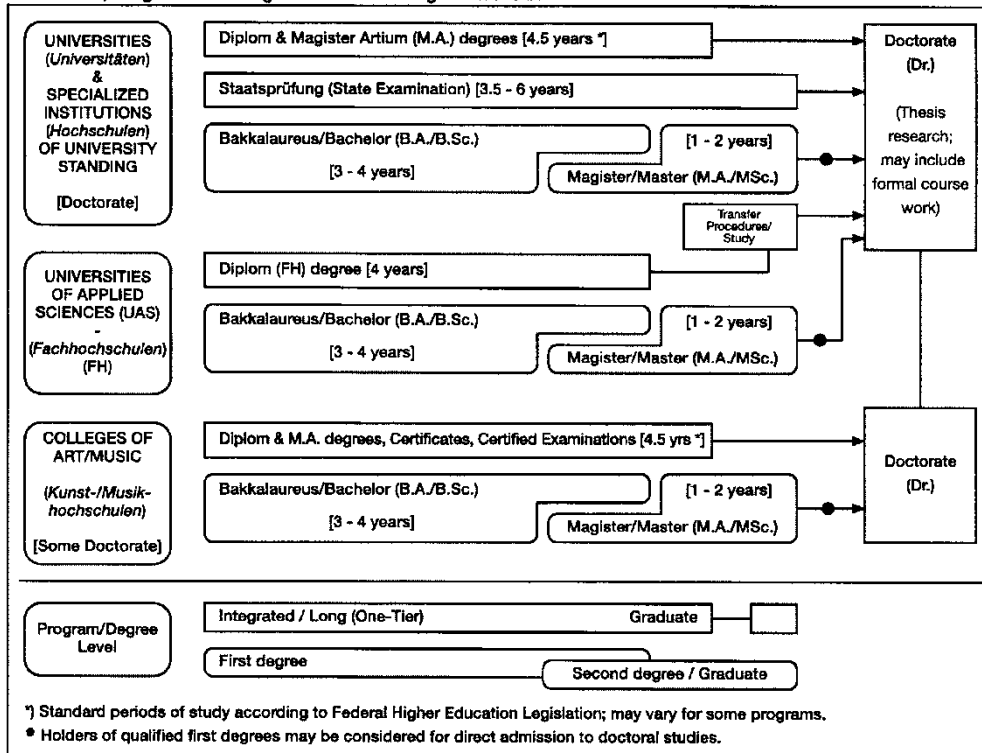 UNIVERSITIES
(Universitäten)
&
SPECIALIZED
INSTITUTIONS
(Hochschulen)
OF UNIVERSITY
STANDING
[Doctorate]
Diplom & Magister Artium (M.A.) degrees [4.5 years *]
Staatsprüfung (State Examination) [3.5 - 6 years]
Bakkalaureus/Bachelor (B.A./B.Sc.)
[3 - 4 years]
[1 - 2 years]
Magister/Master (M.A./MSc.)
Transfer
Procedures/
Study
Doctorate
(Dr.)
(Thesis
research;
may include
formal course
work)
UNIVERSITIES
OF APPLIED
SCIENCES (UAS)
-
(Fachhochschulen)
(FH)
Diplom (FH) degree [4 years]
Bakkalaureus/Bachelor (B.A./B.Sc.)
[3 - 4 years]
[1 - 2 years]
Magister/Master (M.A./MSc.)
COLLEGES OF
ART/MUSIC
(Kunst-/Musik-
hochschulen)
[Some Doctorate]
Diplom & M.A. degrees, Certificates, Certified Examinations [4.5 yrs *]
Bakkalaureus/Bachelor (B.A./B.Sc.)
[3 - 4 years]
[1 - 2 years]
Magister/Master (M.A./MSc.)
Doctorate
(Dr.)
Program/Degree
Level
Integrated / Long (One-Tier) Graduate
First degree
Second degree / Graduate
*) Standard periods of study according to Federal Higher Education Legislation; may vary for some programs.
● Holders of qualified first degrees may be considered for direct admission to doctoral studies.